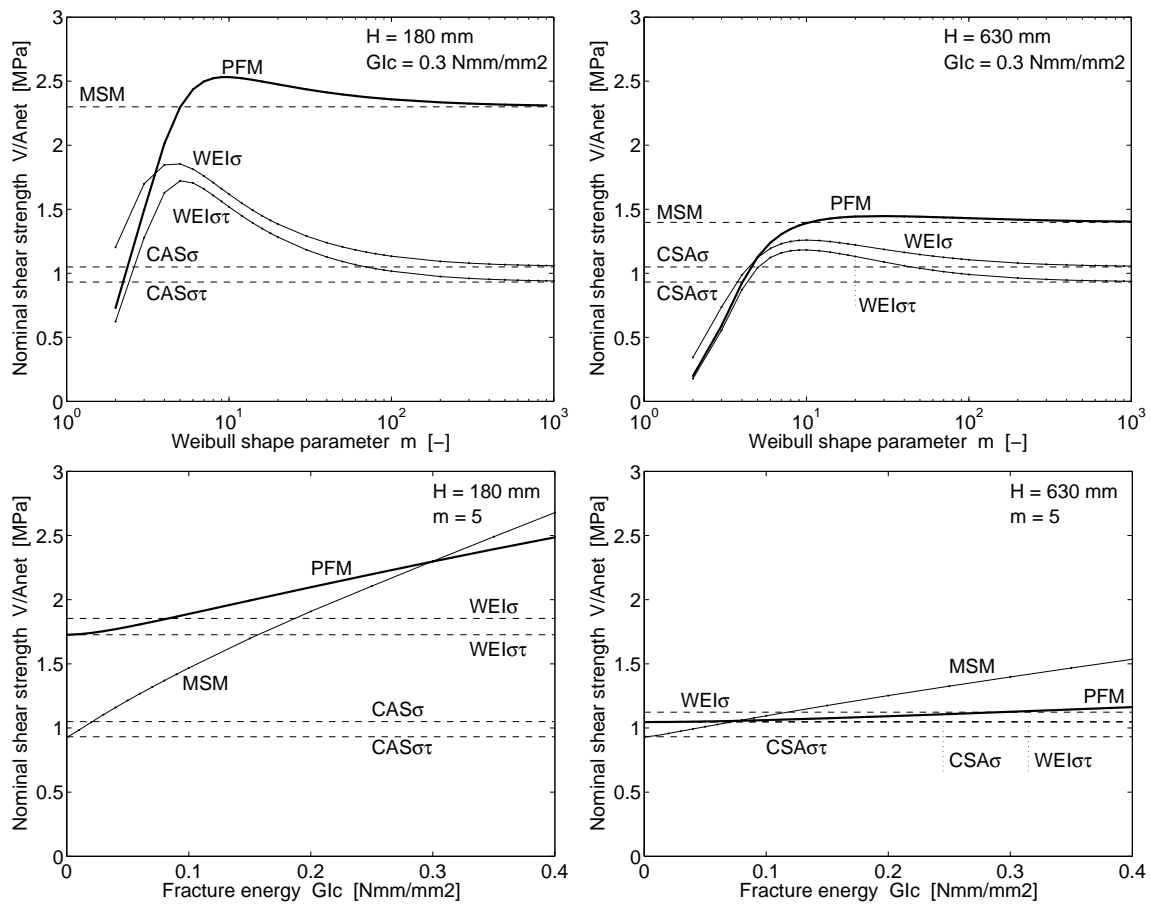 H = 180 mm
GIc = 0.3 Nmm/mm2
PFM
MSM
WEIσ
WEIστ
CASσ
CASστ
3
2.5
2
1.5
1
0.5
0
10^0
10^1
10^2
10^3
Nominal shear strength V/Anet [MPa]
Weibull shape parameter m [−]
H = 630 mm
GIc = 0.3 Nmm/mm2
PFM
MSM
WEIσ
CSAσ
CSAστ
WEIστ
3
2.5
2
1.5
1
0.5
0
10^0
10^1
10^2
10^3
Nominal shear strength V/Anet [MPa]
Weibull shape parameter m [−]
H = 180 mm
m = 5
PFM
WEIσ
WEIστ
MSM
CASσ
CASστ
3
2.5
2
1.5
1
0.5
0
0
0.1
0.2
0.3
0.4
Nominal shear strength V/Anet [MPa]
Fracture energy GIc [Nmm/mm2]
H = 630 mm
m = 5
MSM
WEIσ
PFM
CSAστ
CSAσ
WEIστ
3
2.5
2
1.5
1
0.5
0
0
0.1
0.2
0.3
0.4
Nominal shear strength V/Anet [MPa]
Fracture energy GIc [Nmm/mm2]